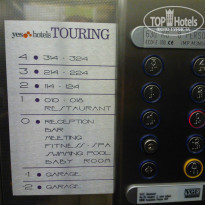 TOP Hotels
yes hotels TOURING
4 314 - 324
3 214 - 224
2 114 - 124
1 010 - 018
RESTAURANT
0 RECEPTION
BAR
MEETING
FITNESS - SPA
SWIMMING POOL
BABY ROOM
-1 GARAGE
-2 GARAGE